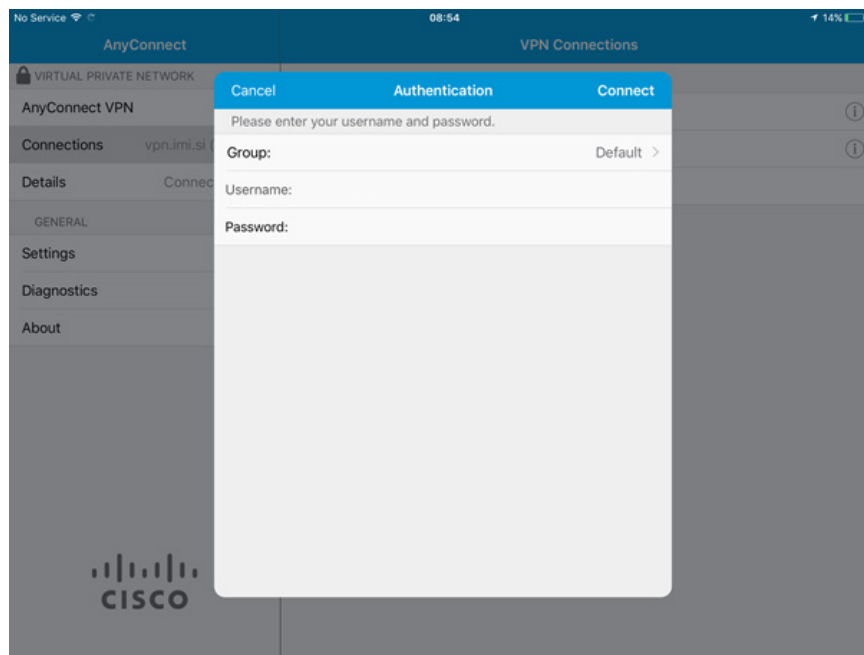 No Service 08:54 14%
AnyConnect VPN Connections
VIRTUAL PRIVATE NETWORK
AnyConnect VPN
Connections vpn.imi.si (
Details Connec
GENERAL
Settings
Diagnostics
About
CISCO
Cancel Authentication Connect
Please enter your username and password.
Group: Default
Username:
Password: